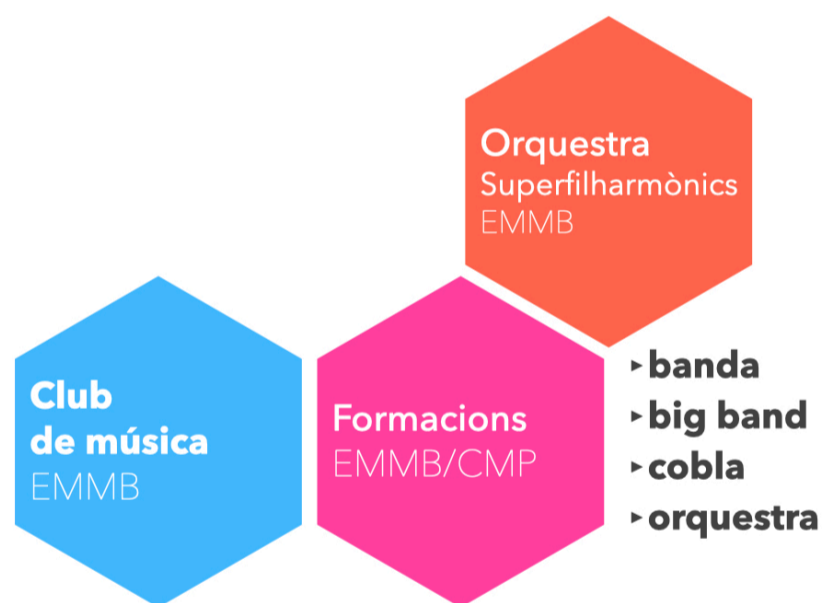 Orquestra
Superfilharmònics
EMMB
Club
de música
EMMB
Formacions
EMMB/CMP
▸banda
▸big band
▸cobla
▸orquestra